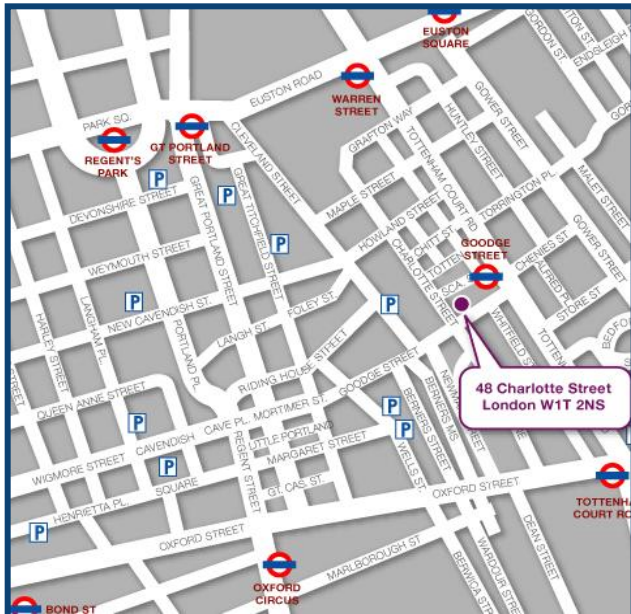 EUSTON
SQUARE
GORDON ST.
ENDSLEIGH
EUSTON ROAD
WARREN
STREET
GOWER STREET
PARK SQ.
REGENT'S
PARK
GT PORTLAND
STREET
CLEVELAND STREET
GRAFTON WAY
HUNTLEY STREET
TOTTENHAM COURT RD
TORRINGTON PL.
MALET STREET
P
P
P
MAPLE STREET
DEVONSHIRE STREET
GREAT PORTLAND STREET
GREAT TITCHFIELD STREET
HOWLAND STREET
CHITT ST.
CHARLOTTE STREET
GOODGE
STREET
CHENIES ST
GOWER STREET
ALFRED PL.
STORE ST
WEYMOUTH STREET
P
P
NEW CAVENDISH ST.
FOLEY ST.
LANGH ST.
HARLEY STREET
LANGHAM PL.
PORTLAND PL.
SCA.
WHITFIELD ST
RIDING HOUSE STREET
GOODGE STREET
48 Charlotte Street
London W1T 2NS
QUEEN ANNE STREET
P
P
P
P
CAVENDISH
CAVE PL.
MORTIMER ST.
LITTLE PORTLAND
MARGARET STREET
BERNERS STREET
BERNERS MS.
WIGMORE STREET
REGENT STREET
GT. CAS. ST.
WELLS ST.
HENRIETTA PL.
SQUARE
P
OXFORD STREET
OXFORD STREET
DEAN STREET
WARDOUR ST.
BERWICK ST.
MARLBOROUGH ST
OXFORD
CIRCUS
BOND ST